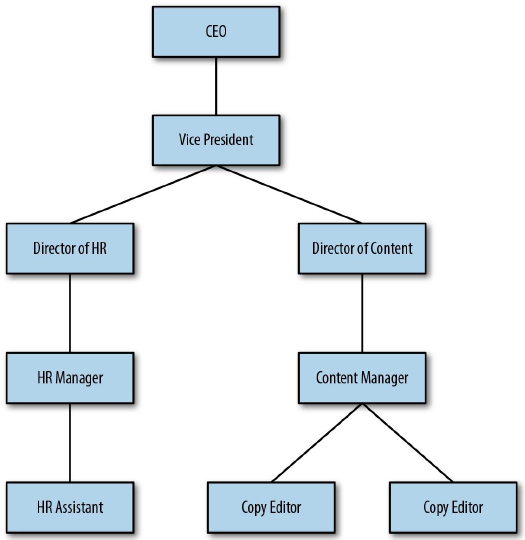 CEO
Vice President
Director of HR
Director of Content
HR Manager
Content Manager
HR Assistant
Copy Editor
Copy Editor